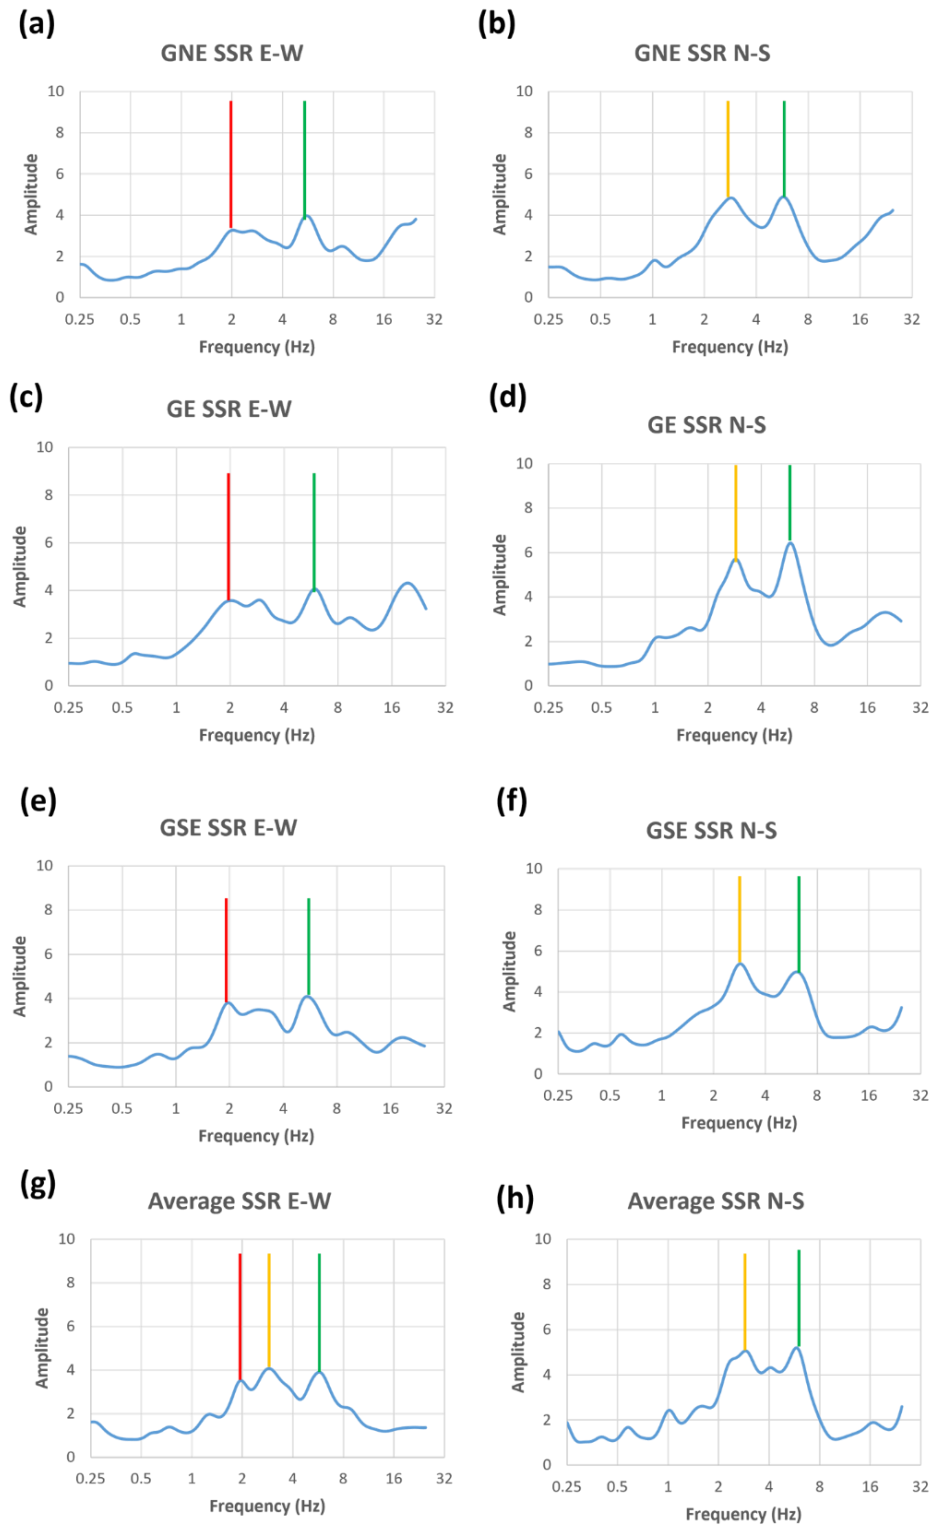 (a)
GNE SSR E-W
10
8
6
4
2
0
Amplitude
0.25 0.5 1 2 4 8 16 32
Frequency (Hz)
(b)
GNE SSR N-S
10
8
6
4
2
0
Amplitude
0.25 0.5 1 2 4 8 16 32
Frequency (Hz)
(c)
GE SSR E-W
10
8
6
4
2
0
Amplitude
0.25 0.5 1 2 4 8 16 32
Frequency (Hz)
(d)
GE SSR N-S
10
8
6
4
2
0
Amplitude
0.25 0.5 1 2 4 8 16 32
Frequency (Hz)
(e)
GSE SSR E-W
10
8
6
4
2
0
Amplitude
0.25 0.5 1 2 4 8 16 32
Frequency (Hz)
(f)
GSE SSR N-S
10
8
6
4
2
0
Amplitude
0.25 0.5 1 2 4 8 16 32
Frequency (Hz)
(g)
Average SSR E-W
10
8
6
4
2
0
Amplitude
0.25 0.5 1 2 4 8 16 32
Frequency (Hz)
(h)
Average SSR N-S
10
8
6
4
2
0
Amplitude
0.25 0.5 1 2 4 8 16 32
Frequency (Hz)